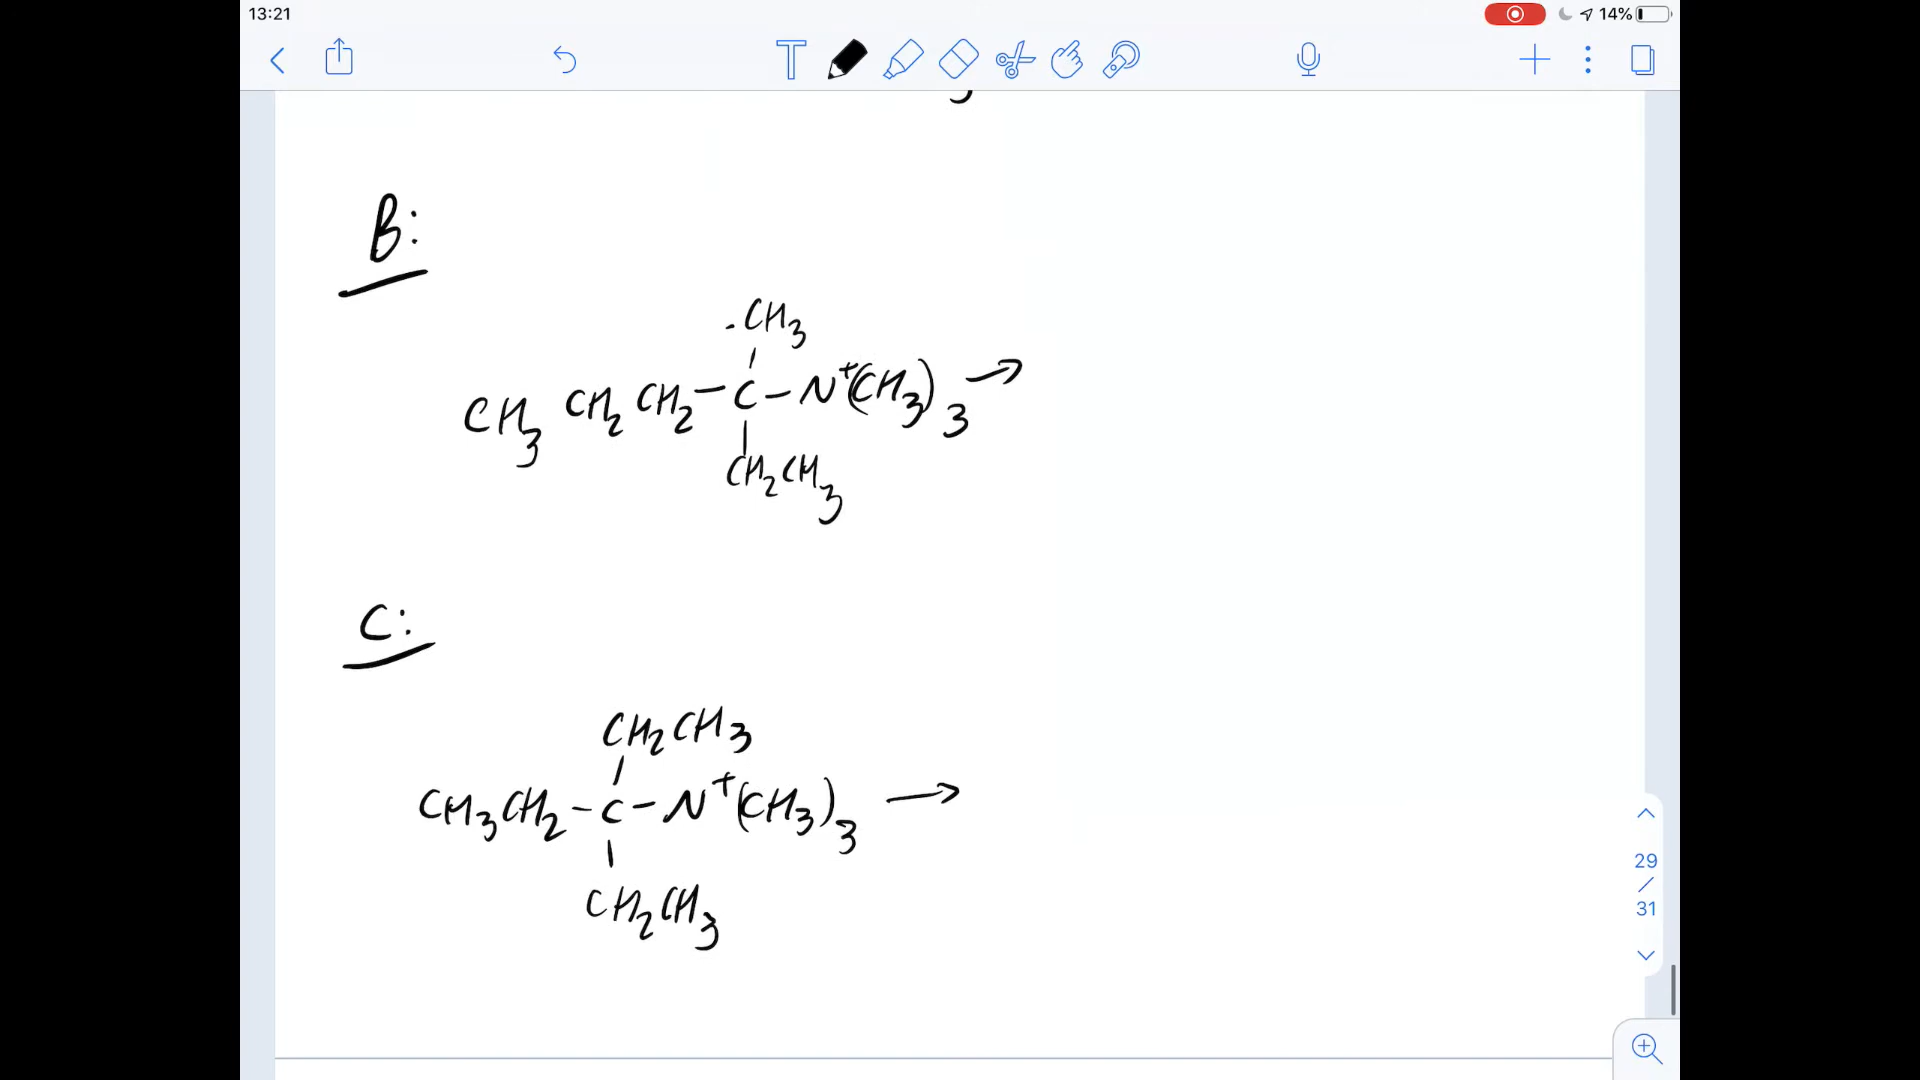 13:21
14%
T
B:
CH3
CH3 CH2 CH2 - C - N+(CH3)3 →
CH2CH3
C:
CH2CH3
CH3CH2 - C - N+(CH3)3 →
CH2CH3
29
/
31